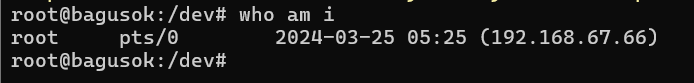 root@bagusok:/dev# who am i
root     pts/0        2024-03-25 05:25 (192.168.67.66)
root@bagusok:/dev#